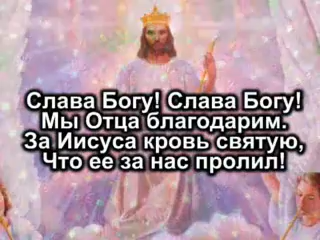 Слава Богу! Слава Богу!
Мы Отца благодарим.
За Иисуса кровь святую,
Что ее за нас пролил!